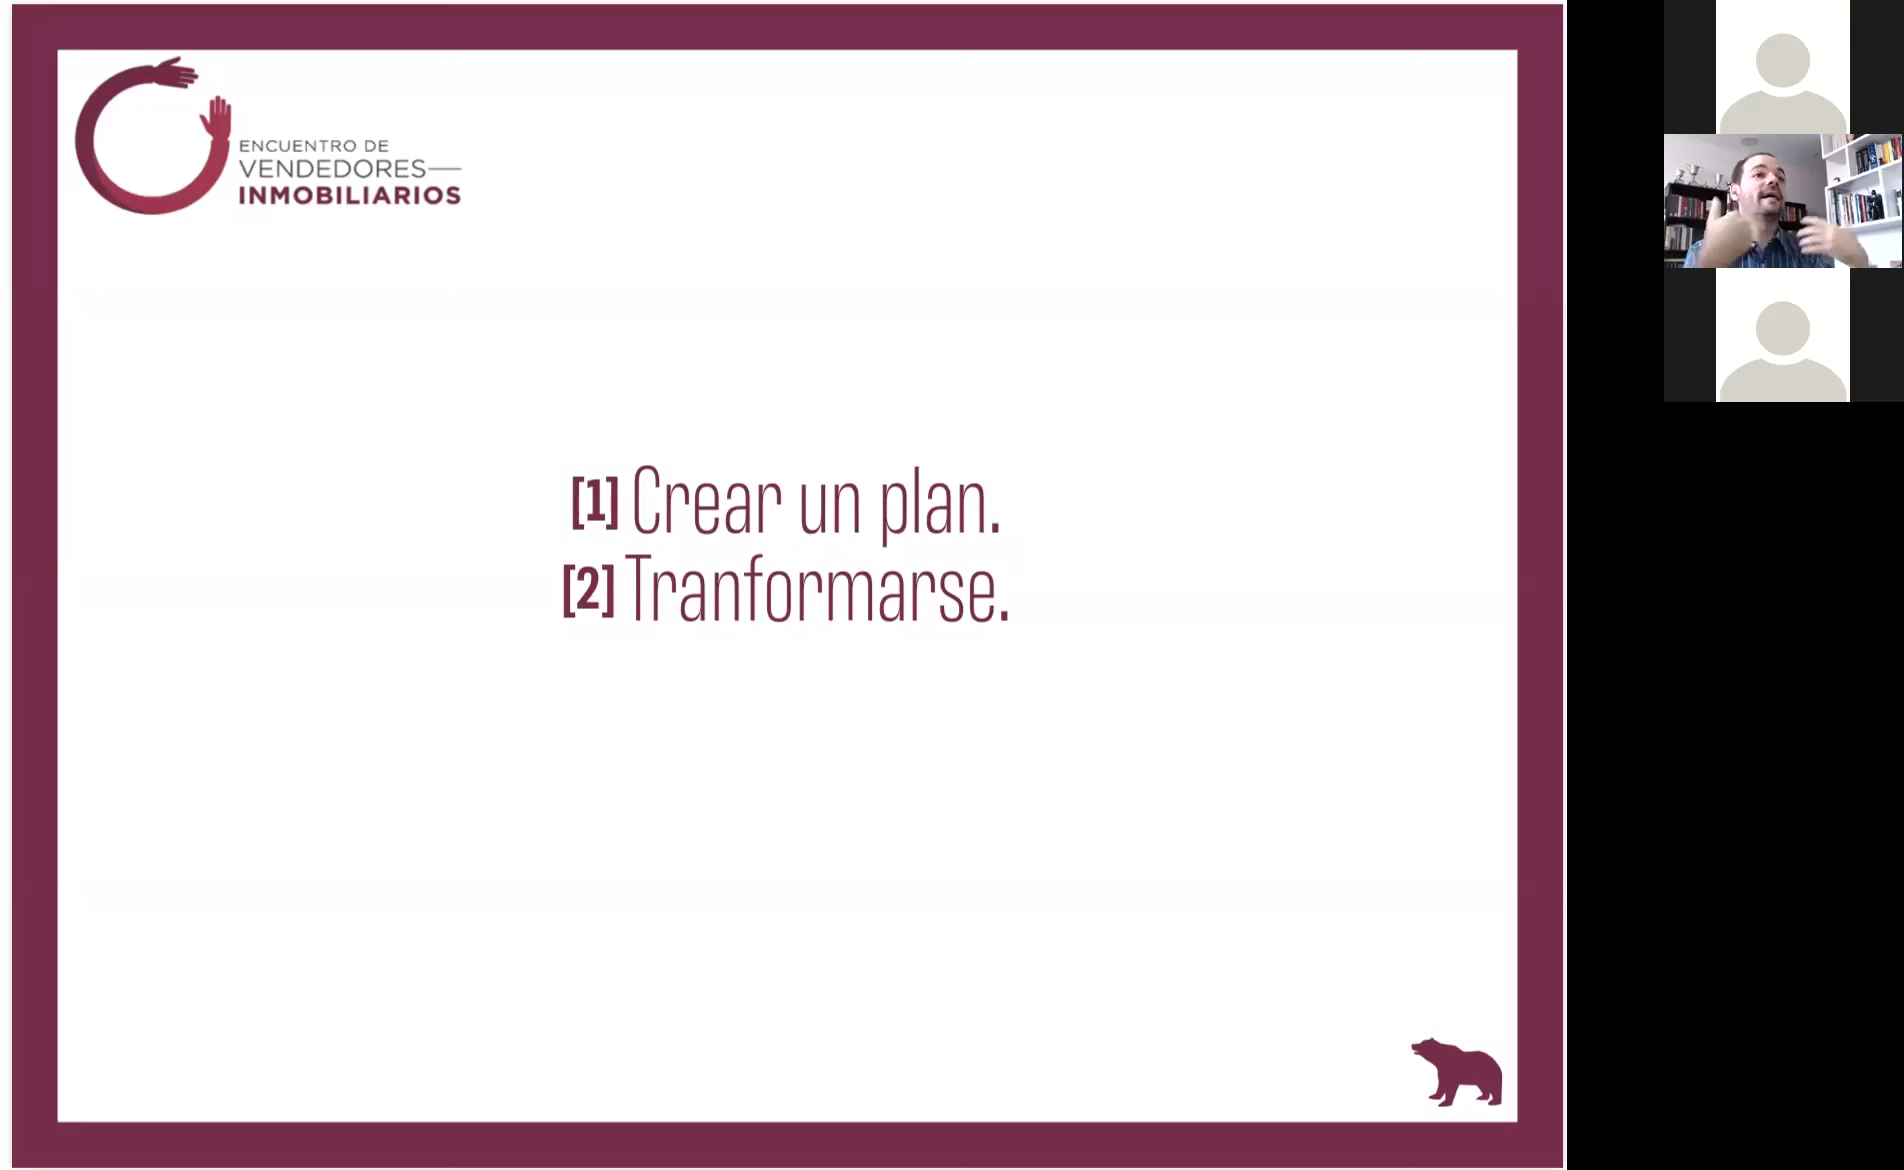 ENCUENTRO DE
VENDEDORES—
INMOBILIARIOS
[1] Crear un plan.
[2] Tranformarse.